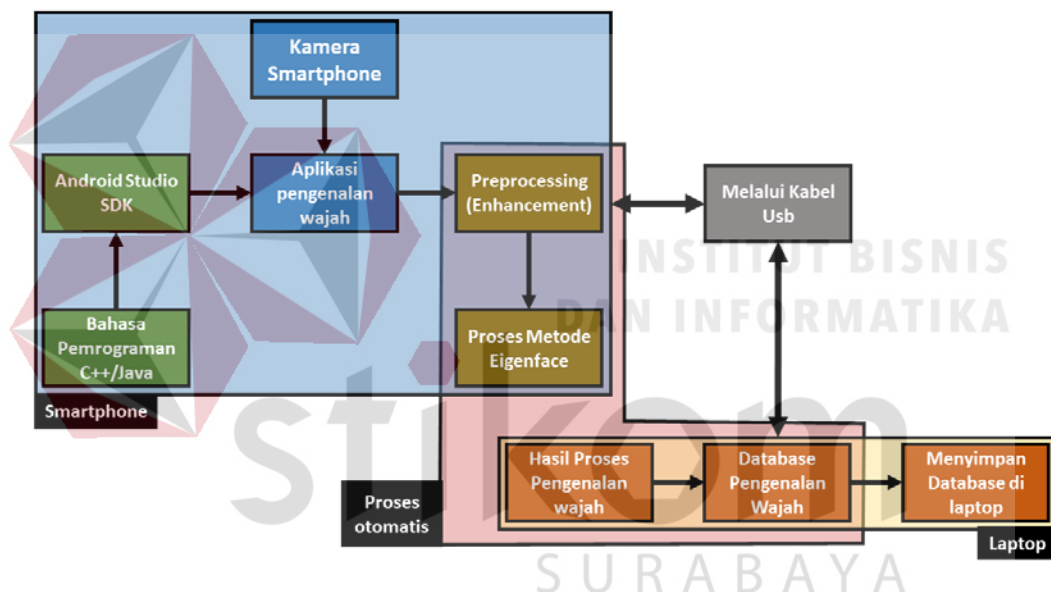 Kamera
Smartphone
Android Studio
SDK
Aplikasi
pengenalan
wajah
Preprocessing
(Enhancement)
Melalui Kabel
Usb
INSTITUT BISNIS
DAN INFORMATIKA
Bahasa
Pemrograman
C++/Java
Proses Metode
Eigenface
Smartphone
stikom
Hasil Proses
Pengenalan
wajah
Database
Pengenalan
Wajah
Menyimpan
Database di
laptop
Proses
otomatis
Laptop
SURABAYA